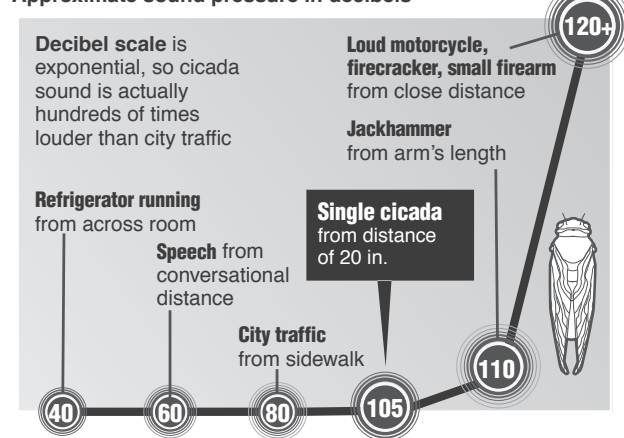 Approximate sound pressure in decibels
Decibel scale is
exponential, so cicada
sound is actually
hundreds of times
louder than city traffic
Loud motorcycle,
firecracker, small firearm
from close distance
120+
Jackhammer
from arm's length
Refrigerator running
from across room
Speech from
conversational
distance
Single cicada
from distance
of 20 in.
City traffic
from sidewalk
40
60
80
105
110